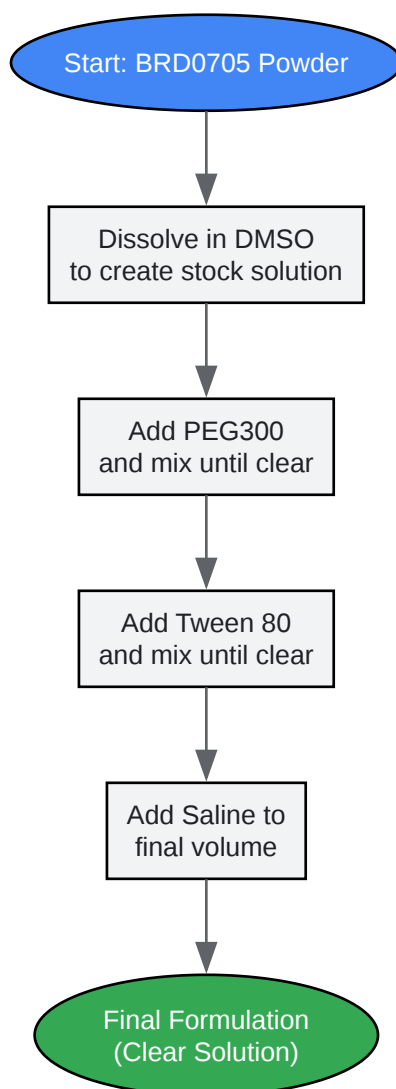 Start: BRD0705 Powder
Dissolve in DMSO
to create stock solution
Add PEG300
and mix until clear
Add Tween 80
and mix until clear
Add Saline to
final volume
Final Formulation
(Clear Solution)